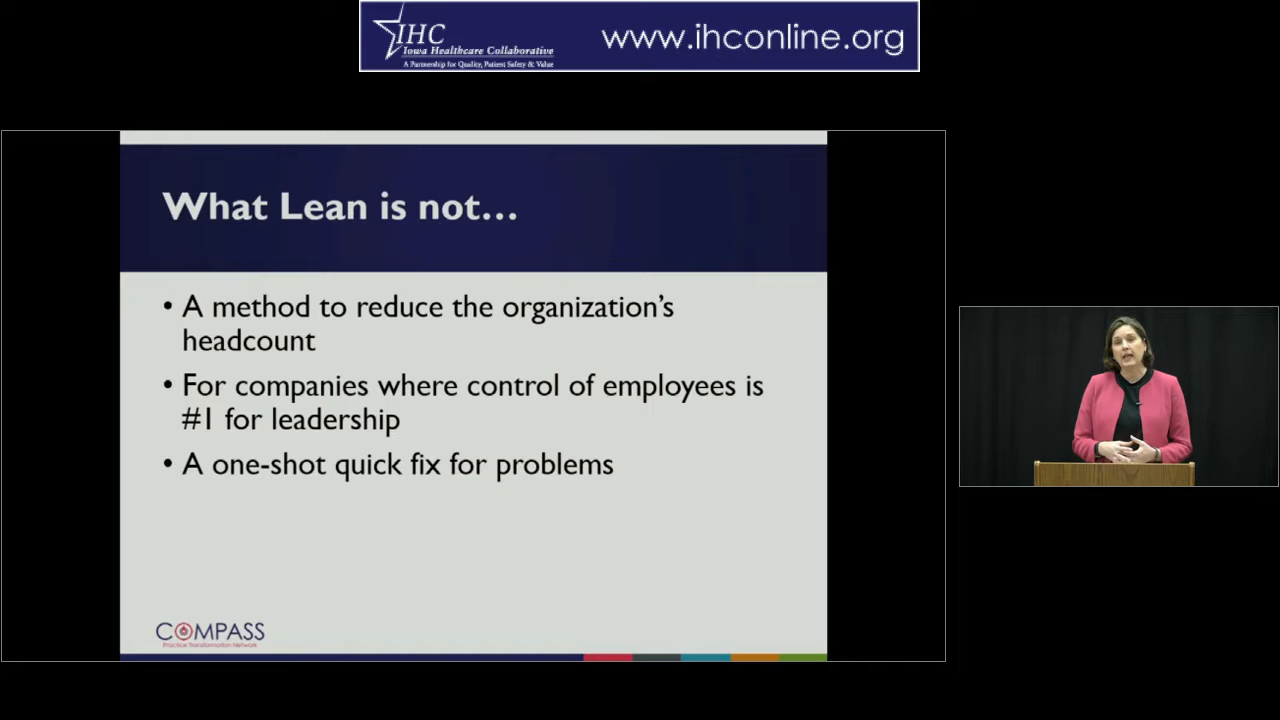 IHC
Iowa Healthcare Collaborative
A Partnership for Quality, Patient Safety & Value
www.ihconline.org
What Lean is not…
• A method to reduce the organization’s
headcount
• For companies where control of employees is
#1 for leadership
• A one-shot quick fix for problems
COMPASS
Practice Transformation Network